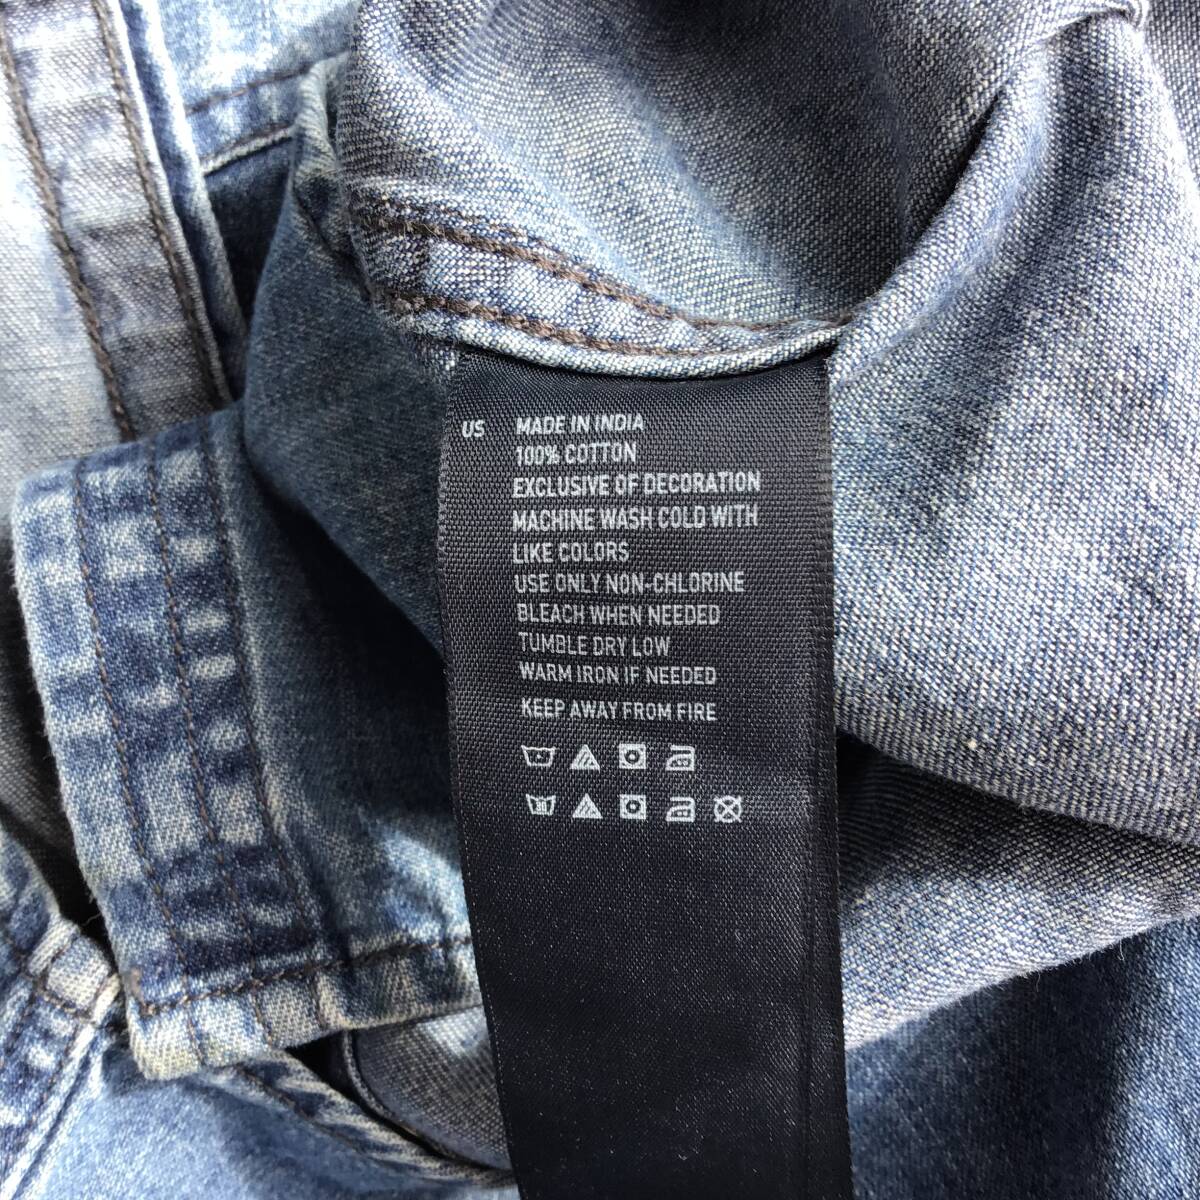 US MADE IN INDIA
100% COTTON
EXCLUSIVE OF DECORATION
MACHINE WASH COLD WITH
LIKE COLORS
USE ONLY NON-CHLORINE
BLEACH WHEN NEEDED
TUMBLE DRY LOW
WARM IRON IF NEEDED
KEEP AWAY FROM FIRE
30